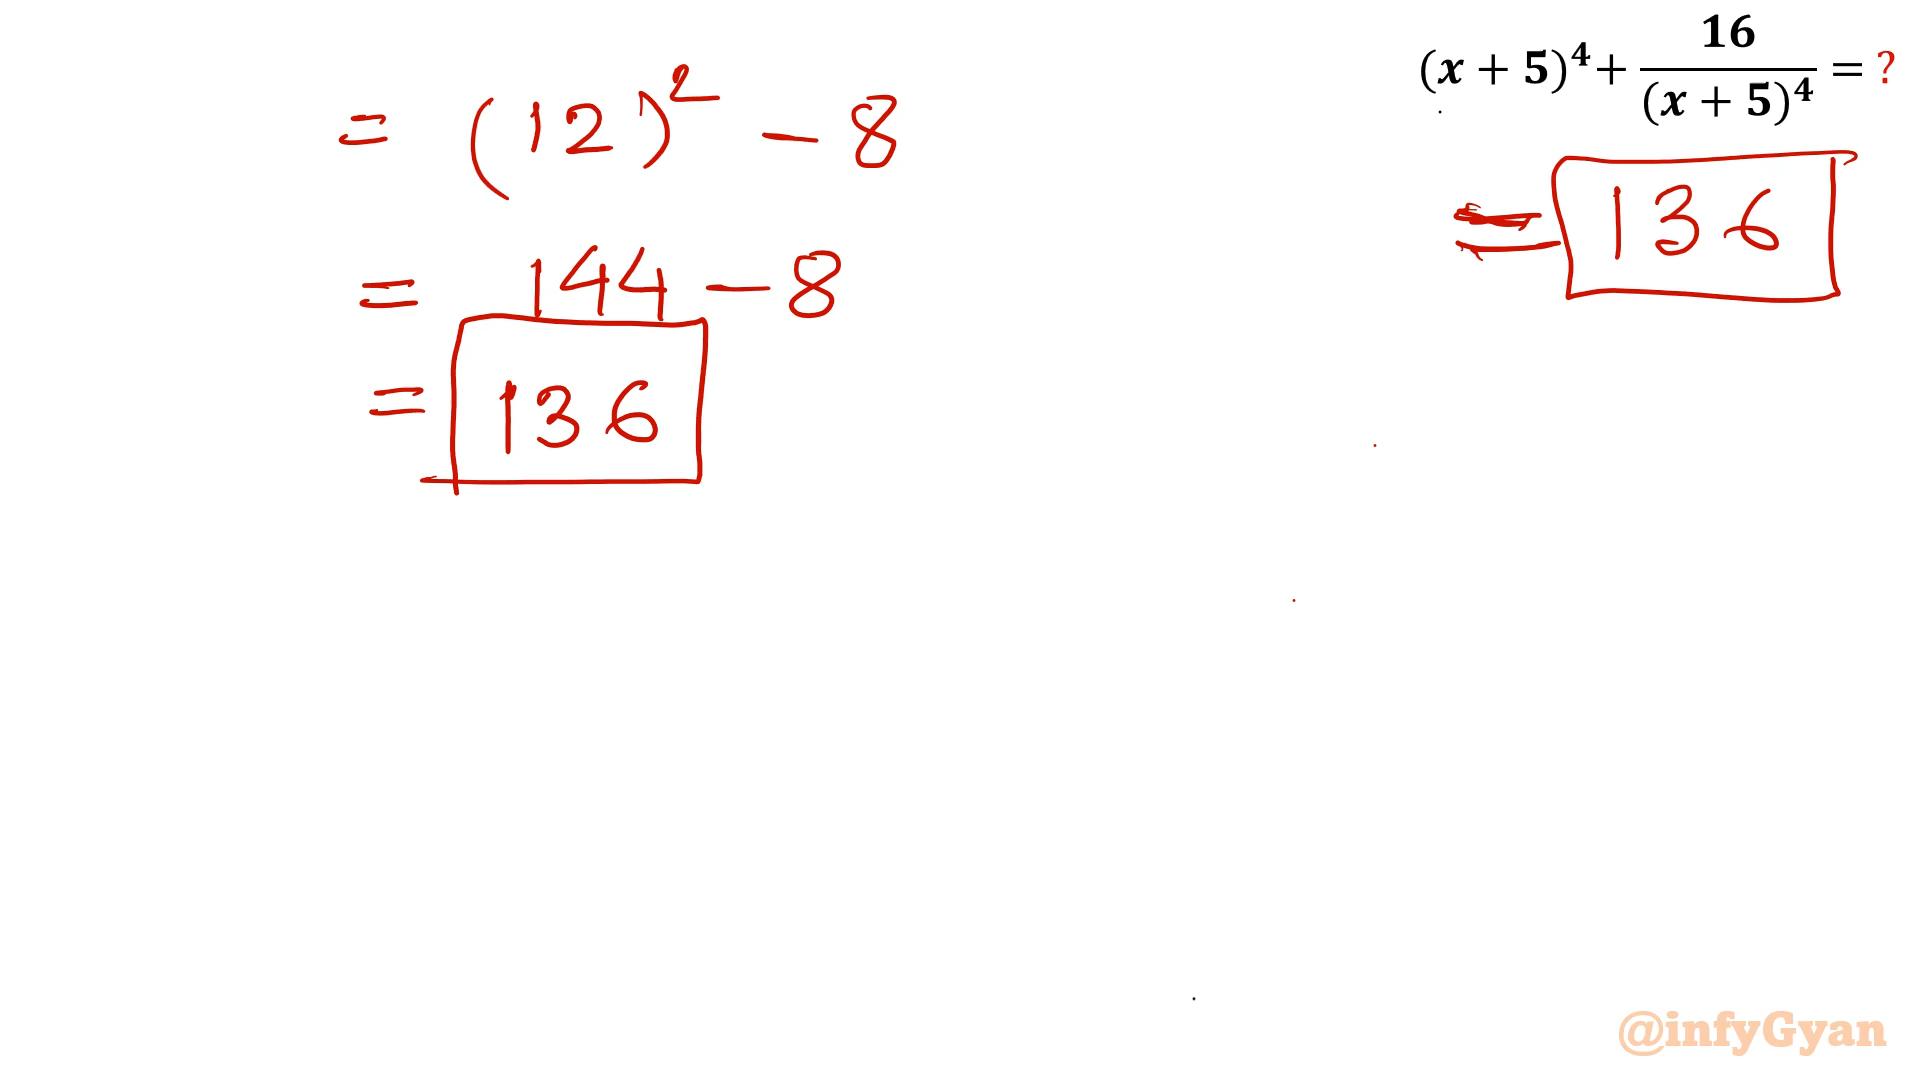 = (12)² - 8
= 144 - 8
= 136
(x + 5)⁴ + 16/(x + 5)⁴ = ?
= 136
@infyGyan